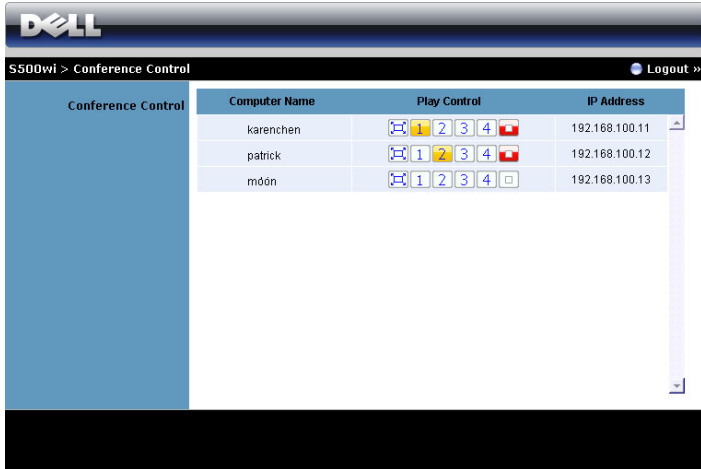 DELL
S500wi > Conference Control
Logout »
Conference Control
Computer Name Play Control IP Address
karenchen 1 2 3 4 192.168.100.11
patrick 1 2 3 4 192.168.100.12
móón 1 2 3 4 192.168.100.13